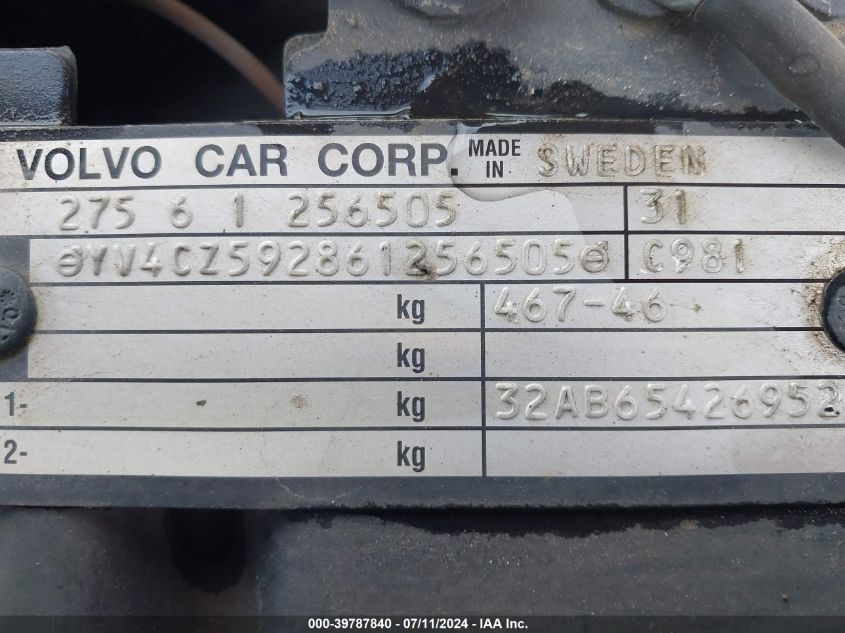 VOLVO CAR CORP. MADE IN SWEDEN
275 6 1 256505 31
YV4CZ592861256505 C981
kg 467-46
kg
1- kg 32AB65426952
2- kg
000-39787840 - 07/11/2024 - IAA Inc.